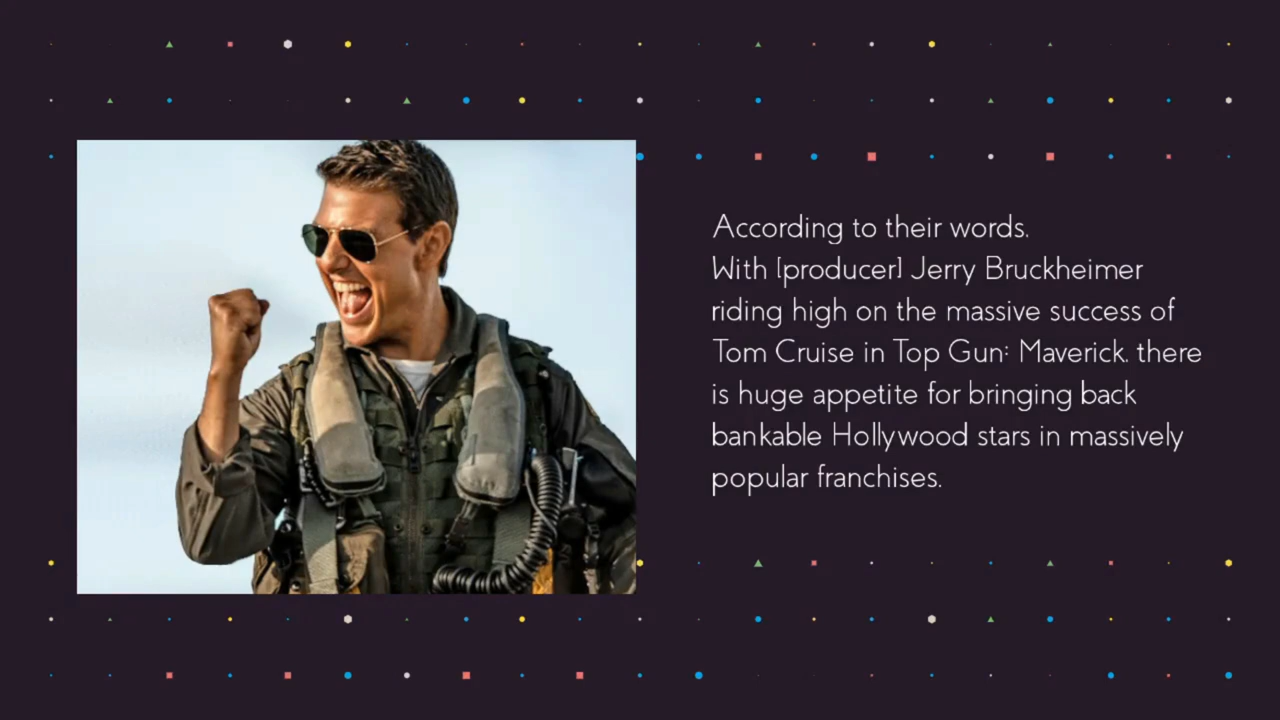 According to their words.
With [producer] Jerry Bruckheimer
riding high on the massive success of
Tom Cruise in Top Gun: Maverick. there
is huge appetite for bringing back
bankable Hollywood stars in massively
popular franchises.